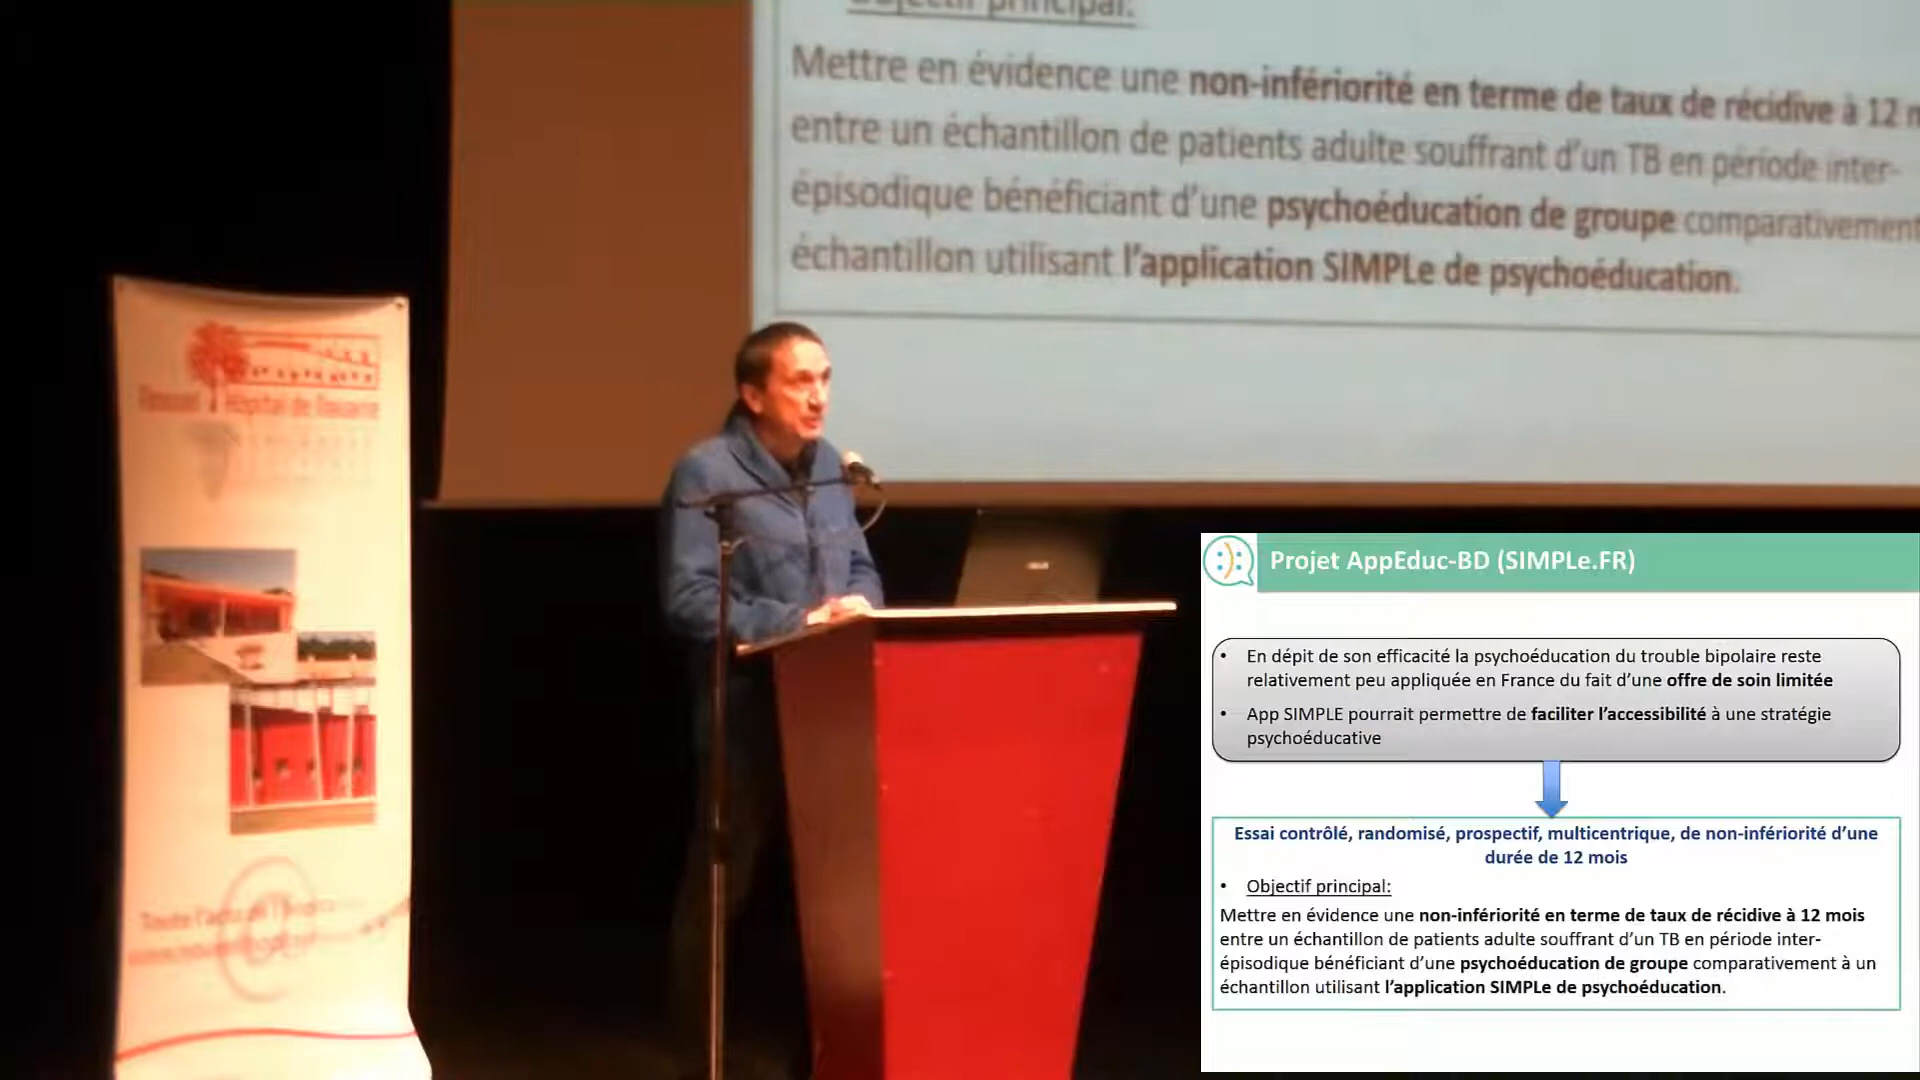 Objectif principal:
Mettre en évidence une non-infériorité en terme de taux de récidive à 12
entre un échantillon de patients adulte souffrant d'un TB en période inter-
épisodique bénéficiant d'une psychoéducation de groupe comparativement
échantillon utilisant l'application SIMPLe de psychoéducation.
Hôpital de
Projet AppEduc-BD (SIMPLe.FR)
• En dépit de son efficacité la psychoéducation du trouble bipolaire reste
relativement peu appliquée en France du fait d'une offre de soin limitée
• App SIMPLE pourrait permettre de faciliter l'accessibilité à une stratégie
psychoéducative
Essai contrôlé, randomisé, prospectif, multicentrique, de non-infériorité d'une
durée de 12 mois
• Objectif principal:
Mettre en évidence une non-infériorité en terme de taux de récidive à 12 mois
entre un échantillon de patients adulte souffrant d'un TB en période inter-
épisodique bénéficiant d'une psychoéducation de groupe comparativement à un
échantillon utilisant l'application SIMPLe de psychoéducation.